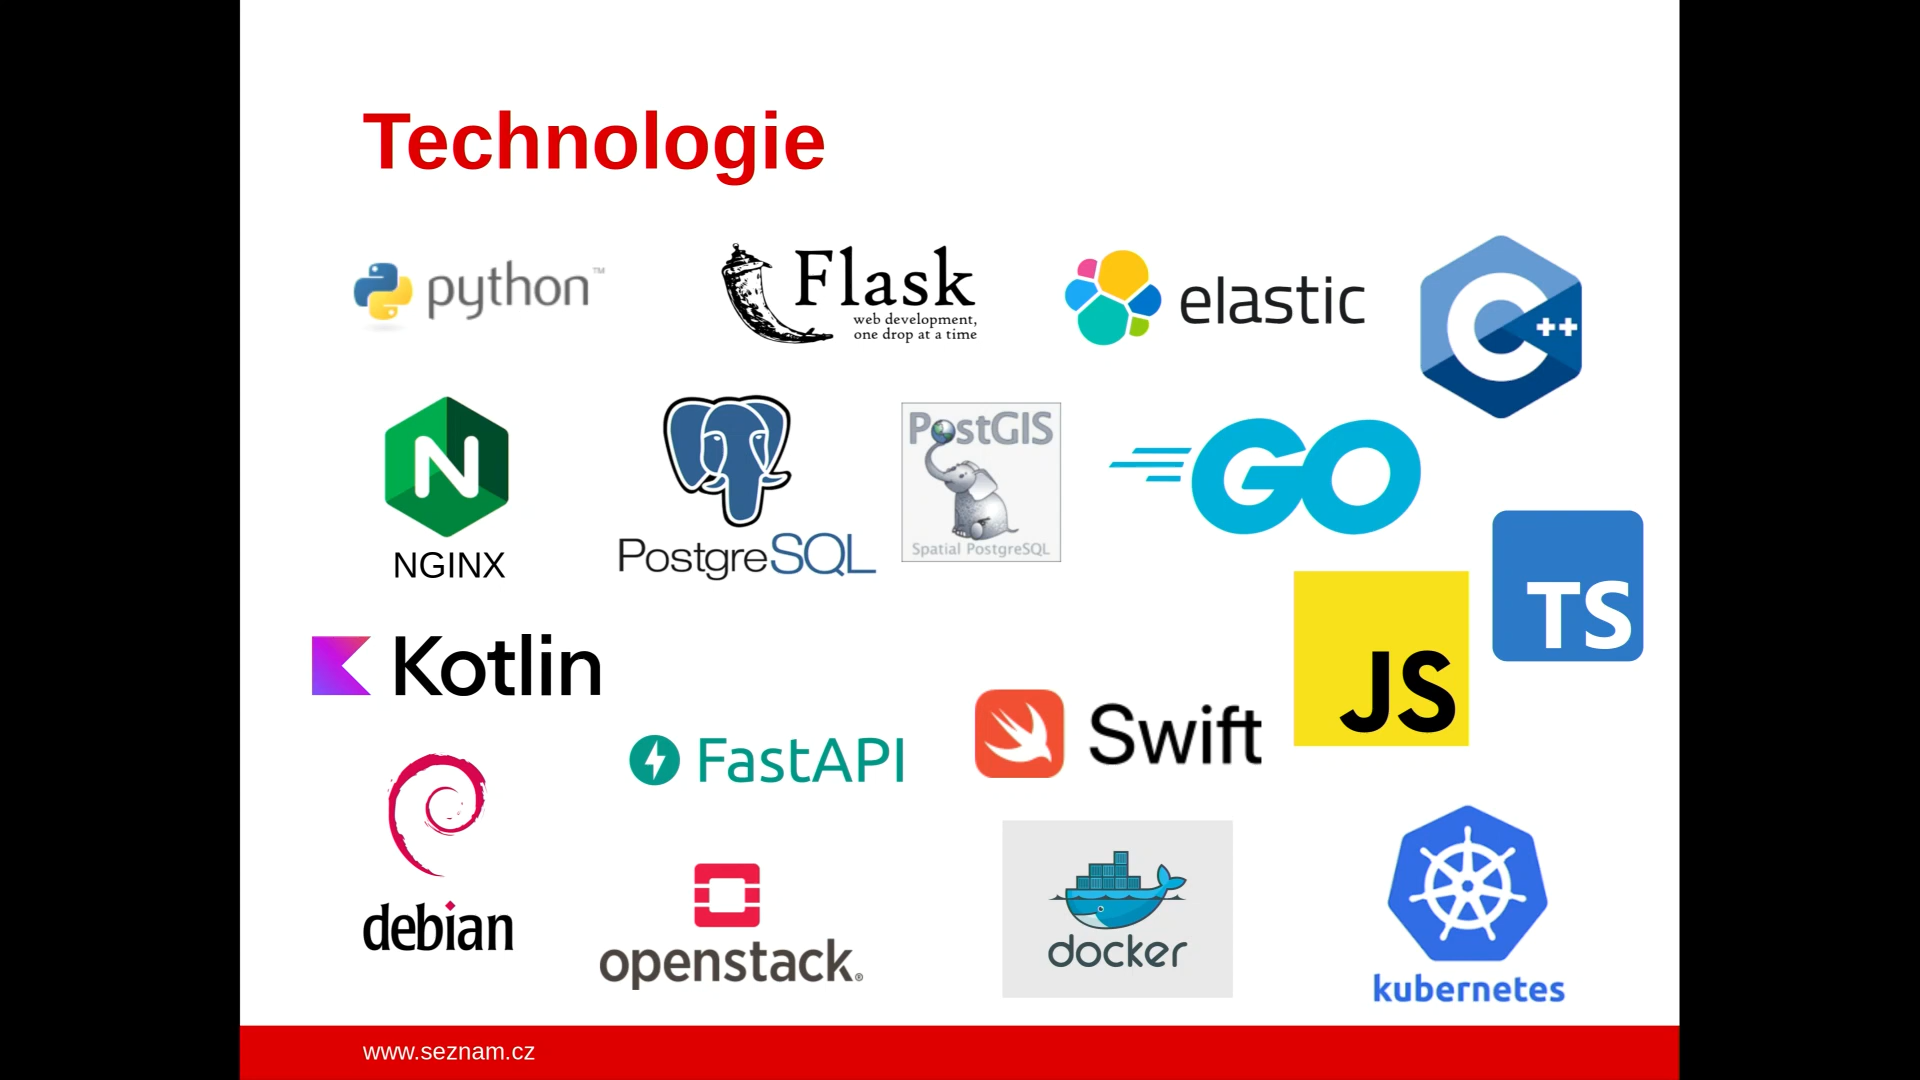 Technologie
python™
Flask
web development,
one drop at a time
elastic
C++
N
NGINX
PostgreSQL
PostGIS
Spatial PostgreSQL
GO
TS
JS
Kotlin
Swift
FastAPI
debian
openstack®
docker
kubernetes
www.seznam.cz